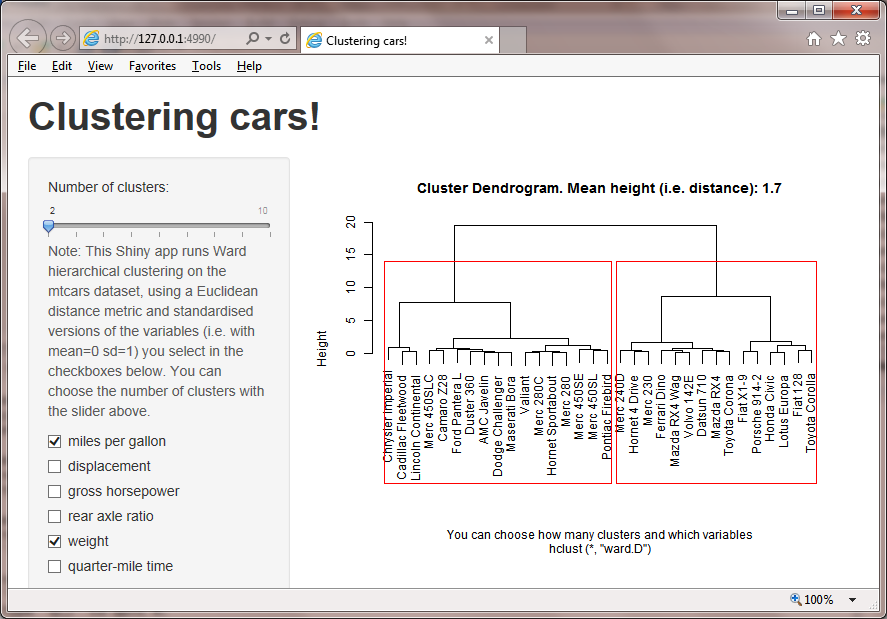 http://127.0.0.1:4990/
Clustering cars!
File Edit View Favorites Tools Help
Clustering cars!
Number of clusters:
2 10
Note: This Shiny app runs Ward
hierarchical clustering on the
mtcars dataset, using a Euclidean
distance metric and standardised
versions of the variables (i.e. with
mean=0 sd=1) you select in the
checkboxes below. You can
choose the number of clusters with
the slider above.
miles per gallon
displacement
gross horsepower
rear axle ratio
weight
quarter-mile time
Cluster Dendrogram. Mean height (i.e. distance): 1.7
Height
20
15
10
5
0
Chrysler Imperial
Cadillac Fleetwood
Lincoln Continental
Merc 450SLC
Camaro Z28
Ford Pantera L
Duster 360
AMC Javelin
Dodge Challenger
Maserati Bora
Valiant
Merc 280C
Hornet Sportabout
Merc 280
Merc 450SE
Merc 450SL
Pontiac Firebird
Merc 240D
Hornet 4 Drive
Merc 230
Ferrari Dino
Mazda RX4 Wag
Volvo 142E
Datsun 710
Mazda RX4
Toyota Corona
Fiat X1-9
Porsche 914-2
Honda Civic
Lotus Europa
Fiat 128
Toyota Corolla
You can choose how many clusters and which variables
hclust (*, "ward.D")
100%